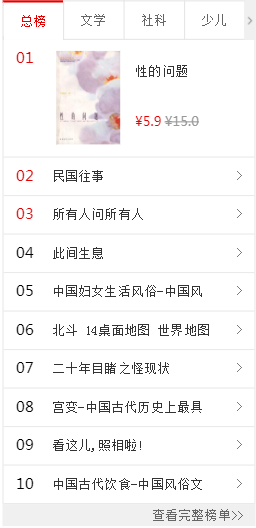 总榜 文学 社科 少儿
01 性的问题
¥5.9 ¥15.0
02 民国往事
03 所有人问所有人
04 此间生息
05 中国妇女生活风俗-中国风
06 北斗 14桌面地图 世界地图
07 二十年目睹之怪现状
08 宫变-中国古代历史上最具
09 看这儿,照相啦!
10 中国古代饮食-中国风俗文
查看完整榜单>>